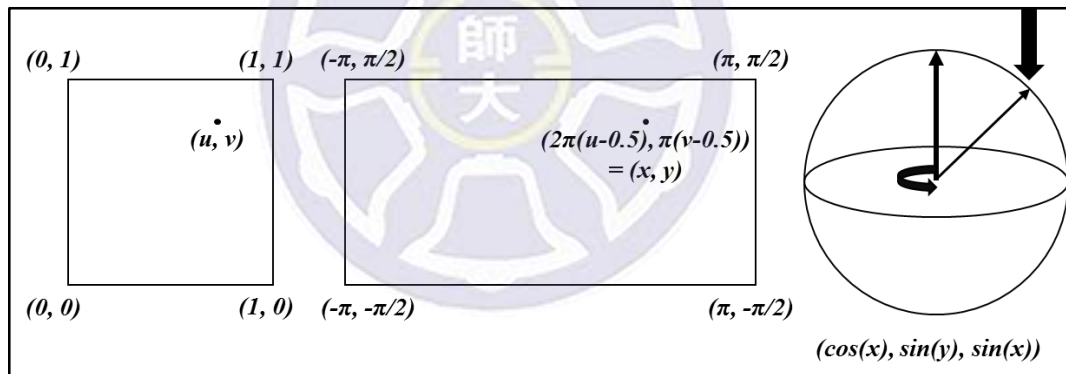 (0, 1)
(1, 1)
(u, v)
(0, 0)
(1, 0)
(-π, π/2)
(π, π/2)
(2π(u-0.5), π(v-0.5))
= (x, y)
(-π, -π/2)
(π, -π/2)
(cos(x), sin(y), sin(x))
師
大